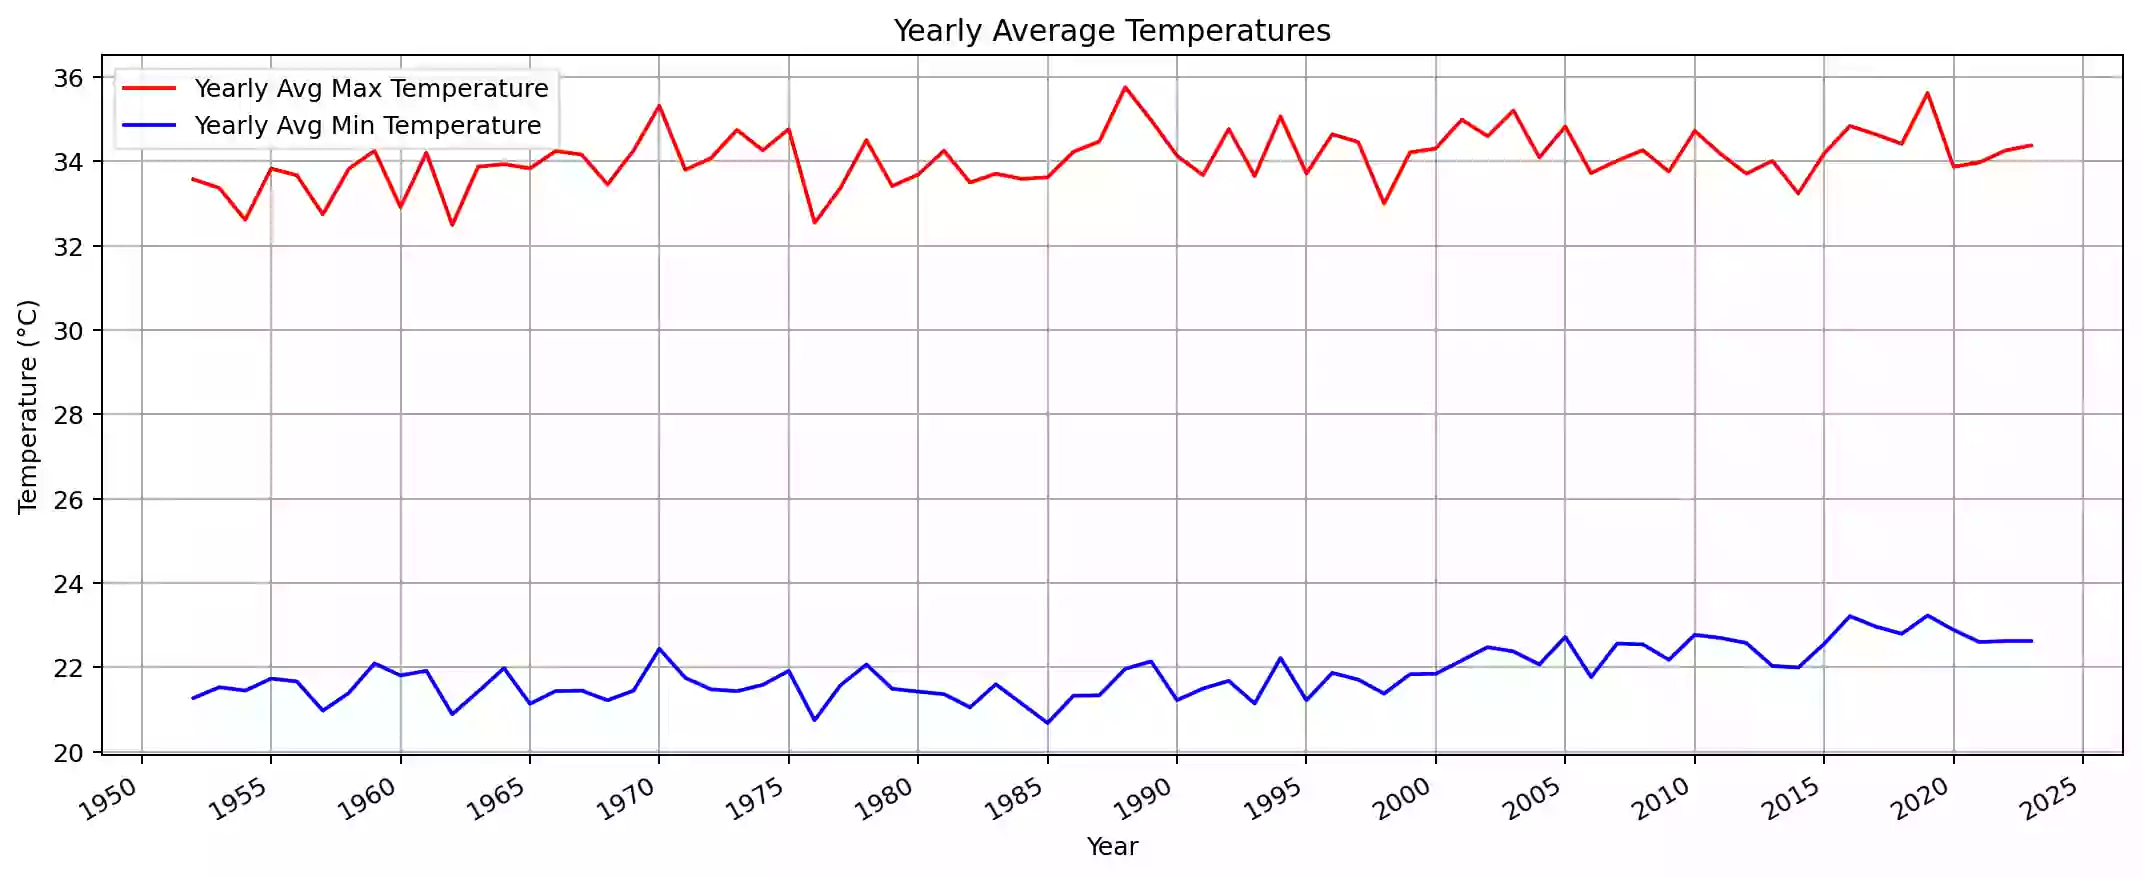 Yearly Average Temperatures
Yearly Avg Max Temperature
Yearly Avg Min Temperature
Temperature (°C)
36
34
32
30
28
26
24
22
20
1950 1955 1960 1965 1970 1975 1980 1985 1990 1995 2000 2005 2010 2015 2020 2025
Year